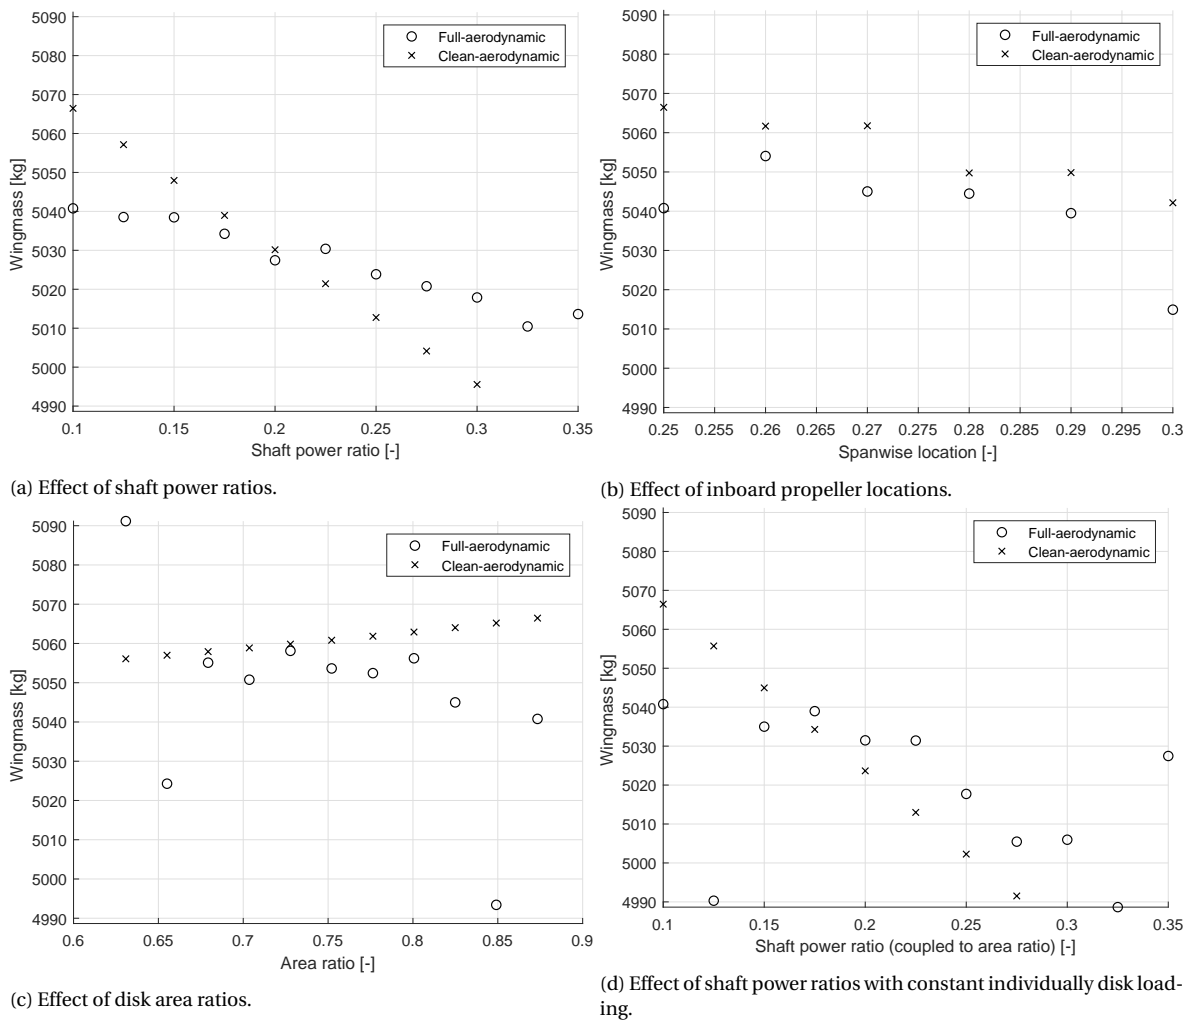 5090
5080
5070
5060
5050
5040
5030
5020
5010
5000
4990
Wingmass [kg]
Full-aerodynamic
Clean-aerodynamic
0.1 0.15 0.2 0.25 0.3 0.35
Shaft power ratio [-]
(a) Effect of shaft power ratios.
5090
5080
5070
5060
5050
5040
5030
5020
5010
5000
4990
Wingmass [kg]
Full-aerodynamic
Clean-aerodynamic
0.25 0.255 0.26 0.265 0.27 0.275 0.28 0.285 0.29 0.295 0.3
Spanwise location [-]
(b) Effect of inboard propeller locations.
5090
5080
5070
5060
5050
5040
5030
5020
5010
5000
4990
Wingmass [kg]
Full-aerodynamic
Clean-aerodynamic
0.6 0.65 0.7 0.75 0.8 0.85 0.9
Area ratio [-]
(c) Effect of disk area ratios.
5090
5080
5070
5060
5050
5040
5030
5020
5010
5000
4990
Wingmass [kg]
Full-aerodynamic
Clean-aerodynamic
0.1 0.15 0.2 0.25 0.3 0.35
Shaft power ratio (coupled to area ratio) [-]
(d) Effect of shaft power ratios with constant individually disk load-
ing.